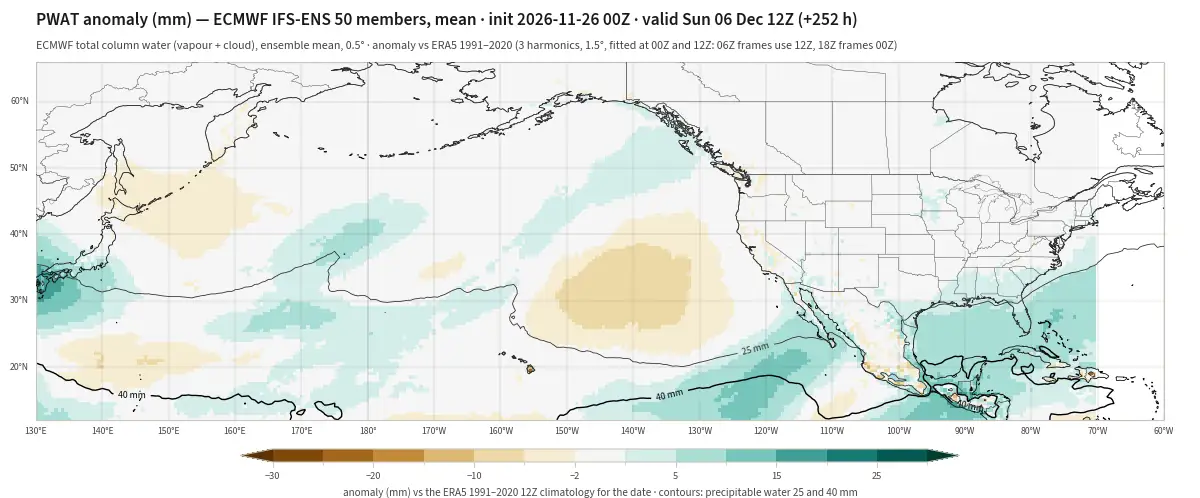 PWAT anomaly (mm) — ECMWF IFS-ENS 50 members, mean · init 2026-11-26 00Z · valid Sun 06 Dec 12Z (+252 h)
ECMWF total column water (vapour + cloud), ensemble mean, 0.5° · anomaly vs ERA5 1991–2020 (3 harmonics, 1.5°, fitted at 00Z and 12Z: 06Z frames use 12Z, 18Z frames 00Z)
60°N
50°N
40°N
30°N
20°N
25 mm
40 mm
40 mm
40 mm
130°E 140°E 150°E 160°E 170°E 180° 170°W 160°W 150°W 140°W 130°W 120°W 110°W 100°W 90°W 80°W 70°W 60°W
−30 −20 −10 −2 5 15 25
anomaly (mm) vs the ERA5 1991–2020 12Z climatology for the date · contours: precipitable water 25 and 40 mm